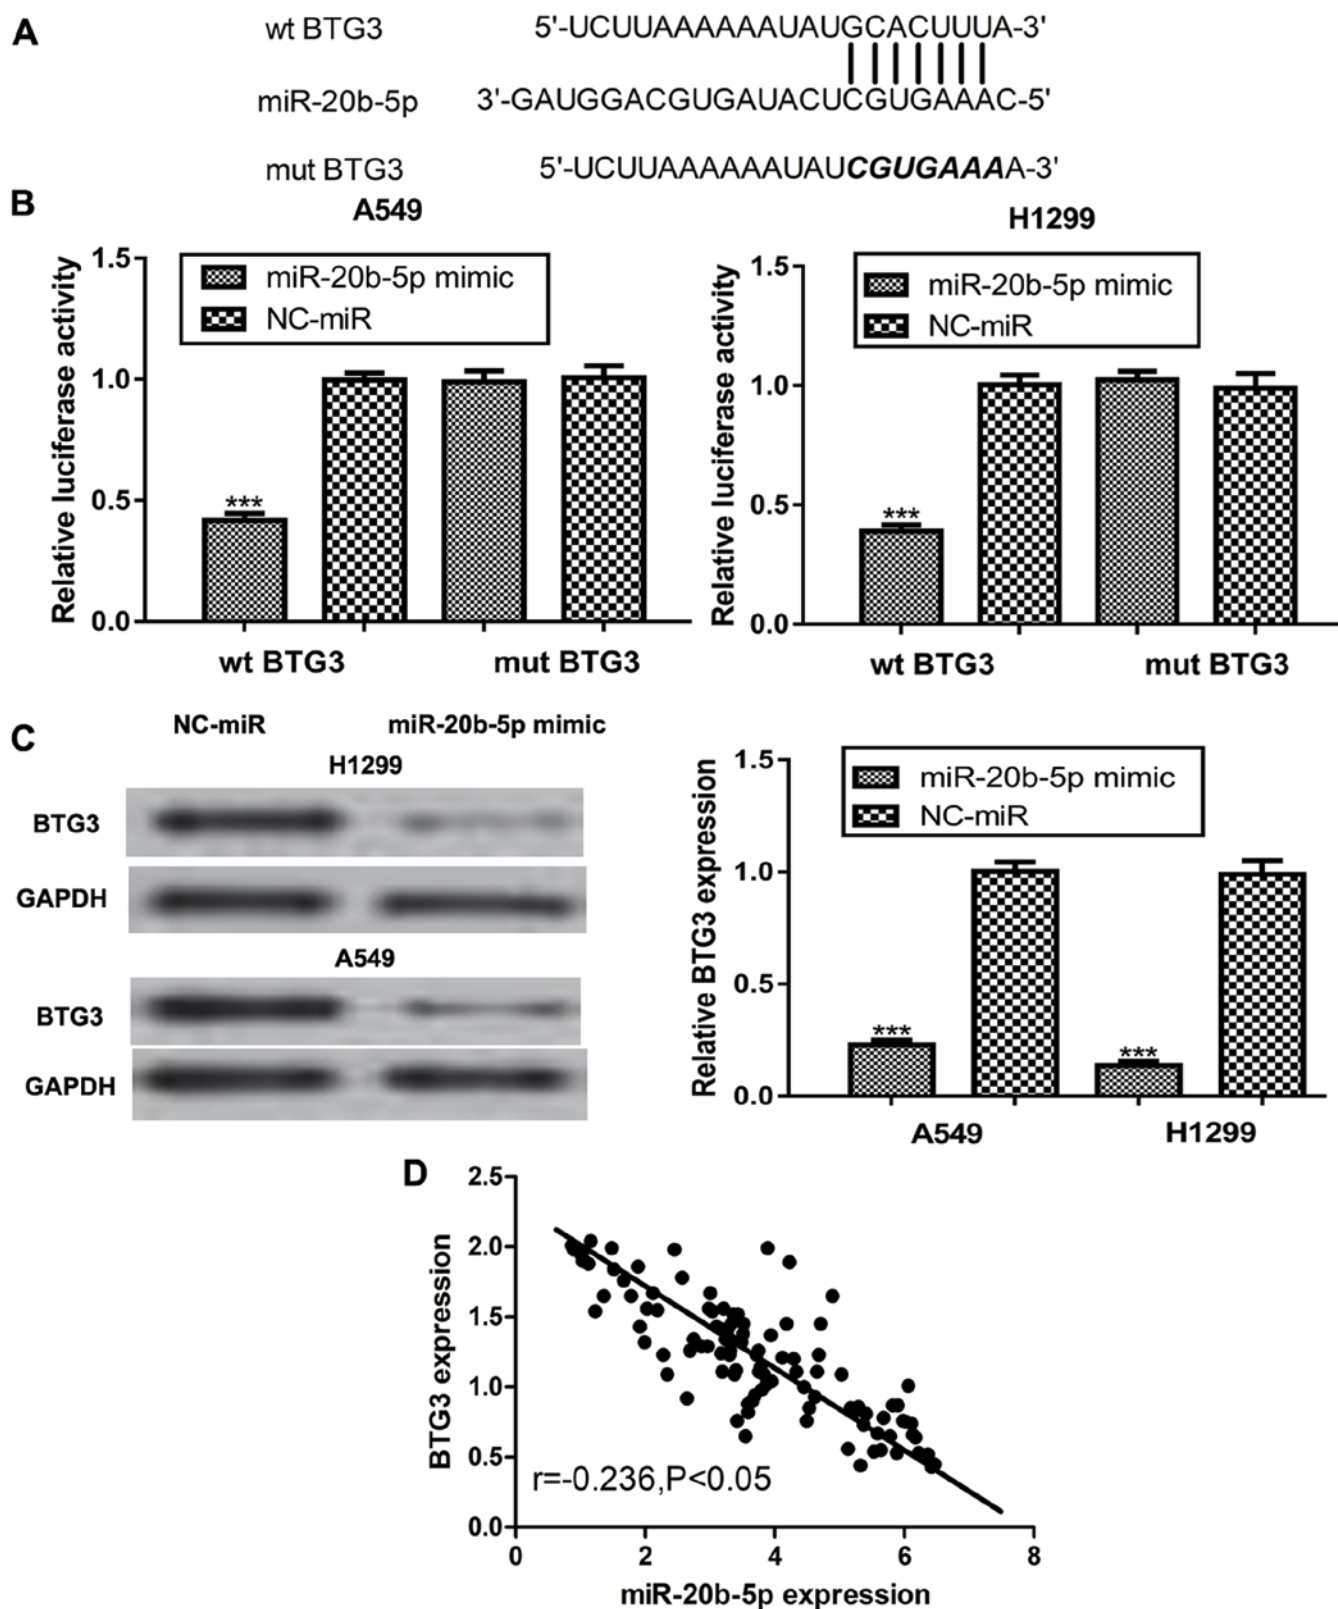 A
wt BTG3 5'-UCUUAAAAAAUAUGCACUUUA-3'
miR-20b-5p 3'-GAUGGACGUGAUACUCGUGAAAC-5'
mut BTG3 5'-UCUUAAAAAAUAUCGUGAAAA-3'
B
A549
Relative luciferase activity
1.5
1.0
0.5
0.0
miR-20b-5p mimic
NC-miR
***
wt BTG3 mut BTG3
H1299
Relative luciferase activity
1.5
1.0
0.5
0.0
miR-20b-5p mimic
NC-miR
***
wt BTG3 mut BTG3
C
NC-miR miR-20b-5p mimic
H1299
BTG3
GAPDH
A549
BTG3
GAPDH
Relative BTG3 expression
1.5
1.0
0.5
0.0
miR-20b-5p mimic
NC-miR
*** ***
A549 H1299
D
BTG3 expression
2.5
2.0
1.5
1.0
0.5
0.0
r=-0.236,P<0.05
0 2 4 6 8
miR-20b-5p expression